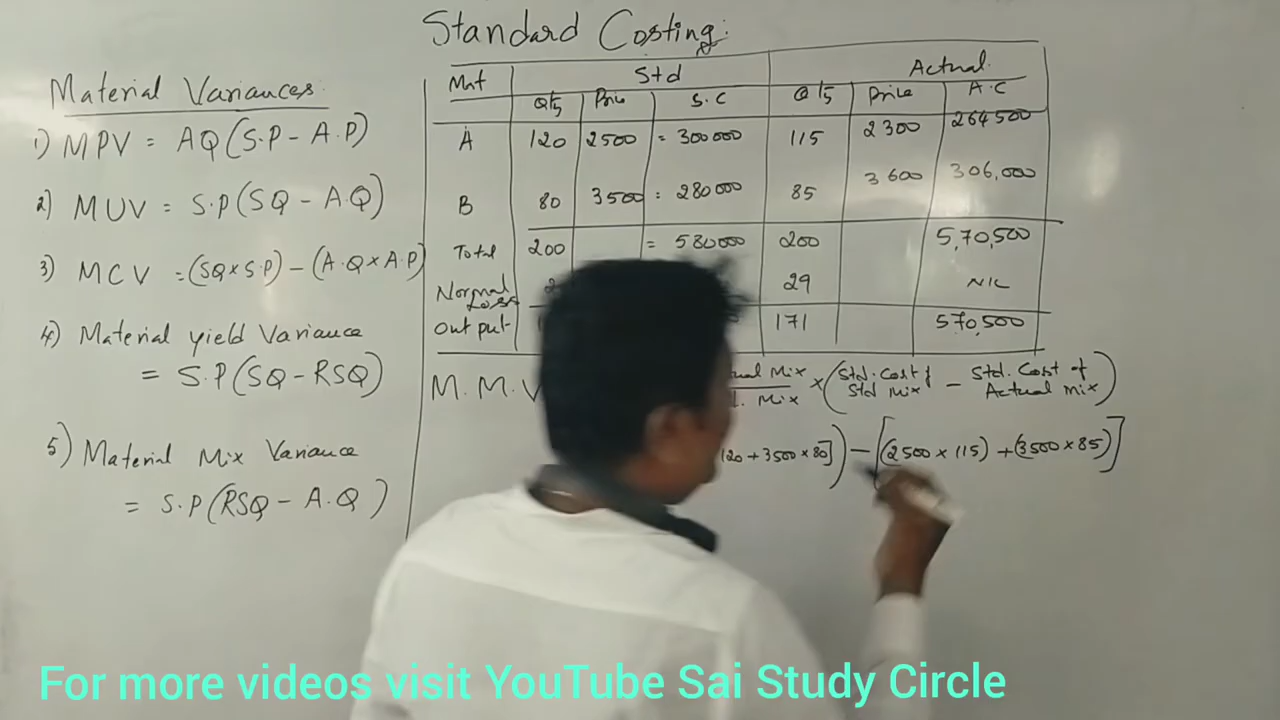 Standard Costing:
Material Variances
1) MPV = AQ(S.P - A.P)
2) MUV = S.P(SQ - A.Q)
3) MCV = (SQ×S.P) - (A.Q×A.P)
4) Material yield Variance
= S.P(SQ - RSQ)
5) Material Mix Variance
= S.P(RSQ - A.Q)
Mat Std Actual
Qty Price S.C Qty Price A.C
A 120 2500 = 300000 115 2300 264500
B 80 3500 = 280000 85 3600 306,000
Total 200 = 580000 200 5,70,500
Normal Loss 29 NIL
Out put 171 570,500
M.M.V Mix × (Std. Cost of Std Mix - Std. Cost of Actual mix)
Mix
+ 3500×80]) - [(2500×115) + (3500×85)]
For more videos visit YouTube Sai Study Circle